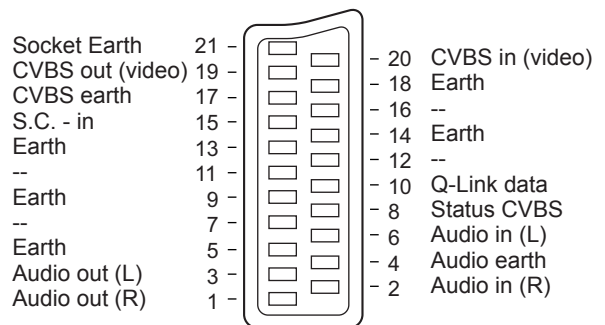 Socket Earth 21
CVBS out (video) 19
CVBS earth 17
S.C. - in 15
Earth 13
-- 11
Earth 9
-- 7
Earth 5
Audio out (L) 3
Audio out (R) 1
20 CVBS in (video)
18 Earth
16 --
14 Earth
12 --
10 Q-Link data
8 Status CVBS
6 Audio in (L)
4 Audio earth
2 Audio in (R)